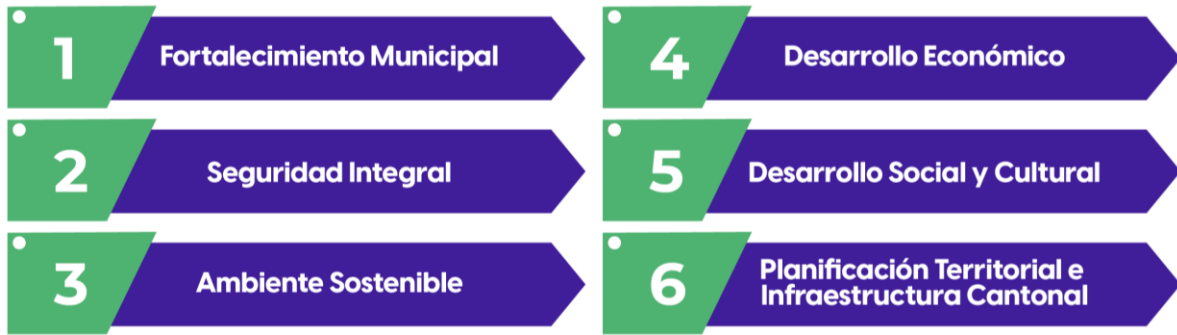 1
Fortalecimiento Municipal
2
Seguridad Integral
3
Ambiente Sostenible
4
Desarrollo Económico
5
Desarrollo Social y Cultural
6
Planificación Territorial e
Infraestructura Cantonal